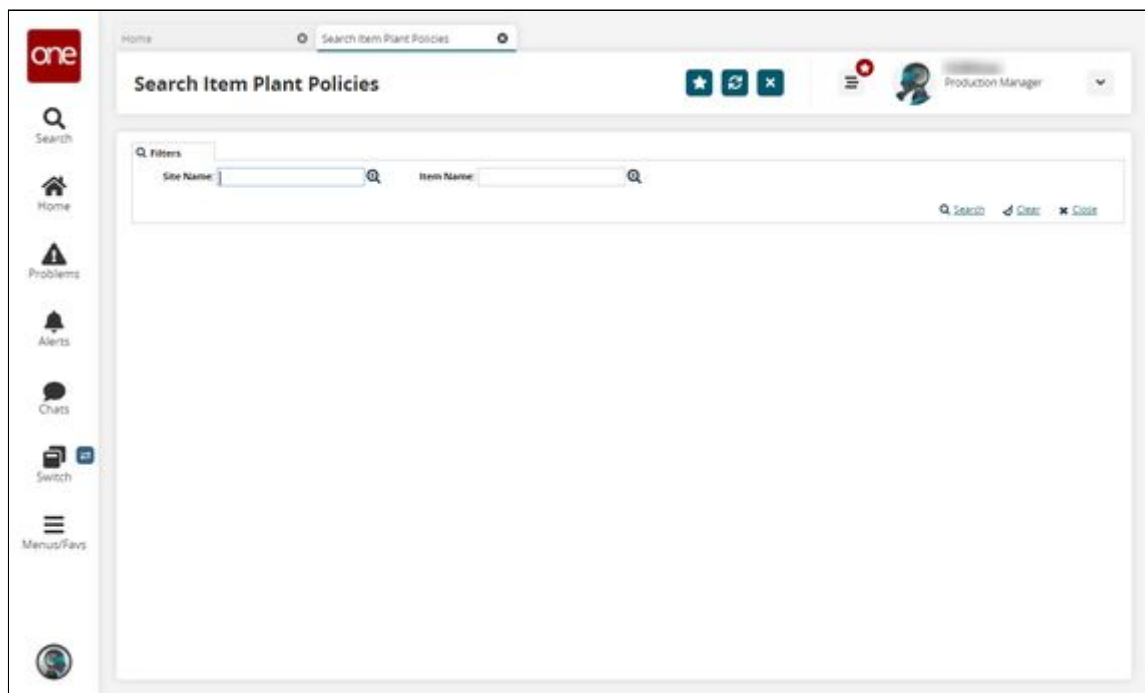 one
Home
Search Item Plant Policies
Search Item Plant Policies
Production Manager
Search
Home
Problems
Alerts
Chats
Switch
Menus/Favs
Filters
Site Name:
Item Name:
Search
Clear
Close